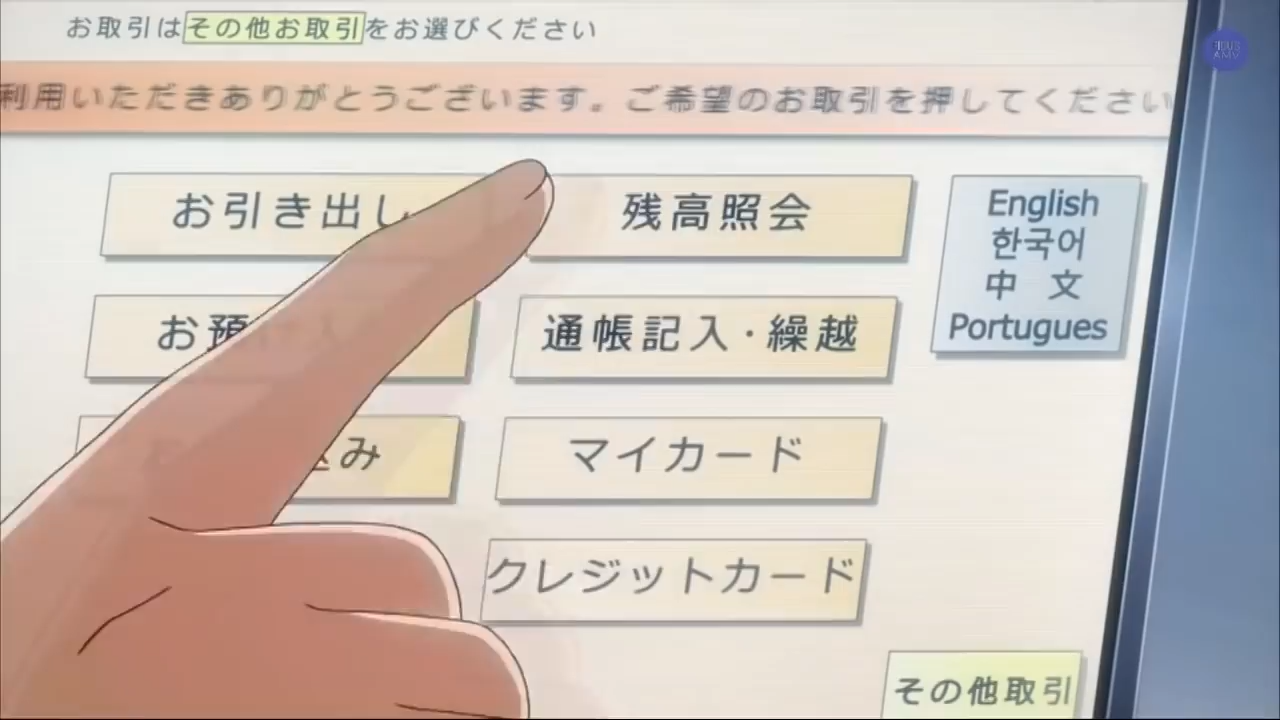 お取引はその他お取引をお選びください
利用いただきありがとうございます。ご希望のお取引を押してください
お引き出し
残高照会
English
한국어
中 文
Portugues
お預
通帳記入・繰越
込み
マイカード
クレジットカード
その他取引